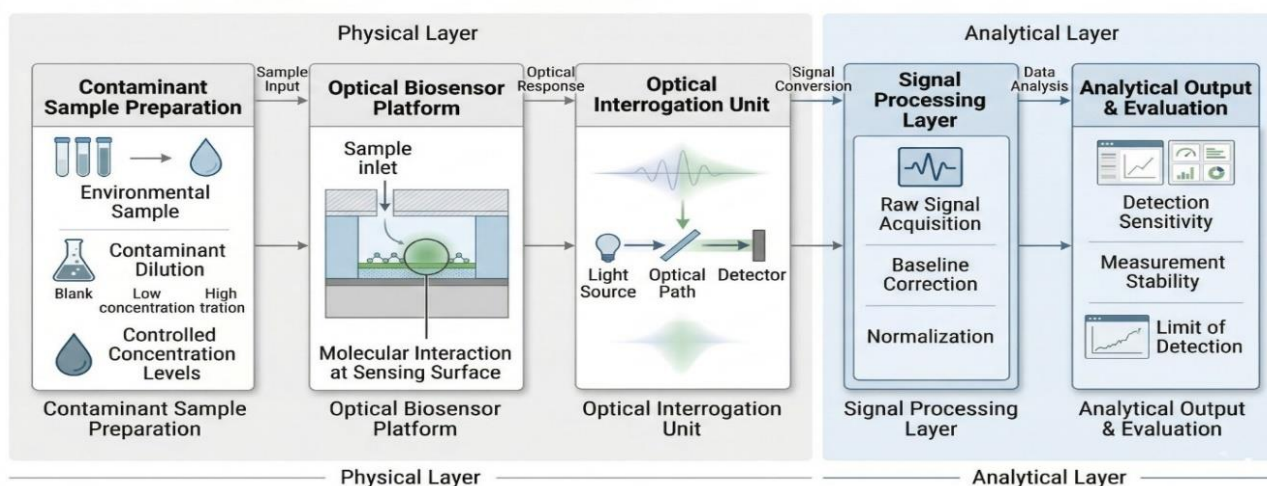 Physical Layer
Analytical Layer
Contaminant
Sample Preparation
Sample
Input
Optical Biosensor
Platform
Optical
Response
Optical
Interrogation Unit
Signal
Conversion
Signal
Processing
Layer
Data
Analysis
Analytical Output
& Evaluation
Environmental
Sample
Contaminant
Dilution
Blank
Low
concentration
High
tration
Controlled
Concentration
Levels
Sample
inlet
Molecular Interaction
at Sensing Surface
Light
Source
Optical
Path
Detector
Raw Signal
Acquisition
Baseline
Correction
Normalization
Detection
Sensitivity
Measurement
Stability
Limit of
Detection
Contaminant Sample
Preparation
Optical Biosensor
Platform
Optical Interrogation
Unit
Signal Processing
Layer
Analytical Output
& Evaluation
Physical Layer
Analytical Layer